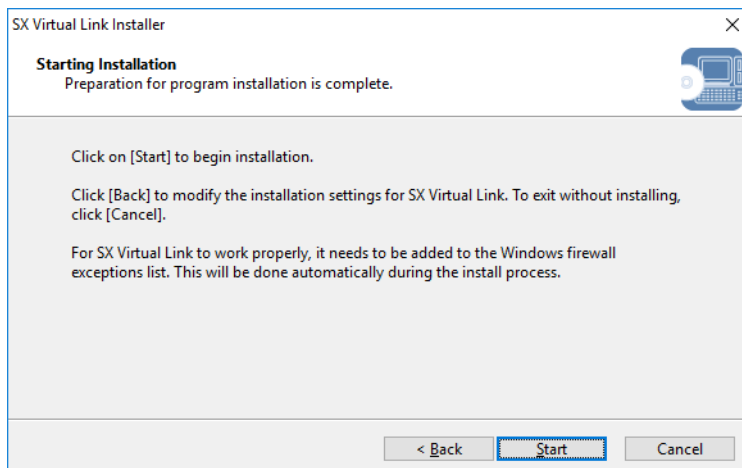 SX Virtual Link Installer
Starting Installation
Preparation for program installation is complete.
Click on [Start] to begin installation.
Click [Back] to modify the installation settings for SX Virtual Link. To exit without installing,
click [Cancel].
For SX Virtual Link to work properly, it needs to be added to the Windows firewall
exceptions list. This will be done automatically during the install process.
< Back
Start
Cancel